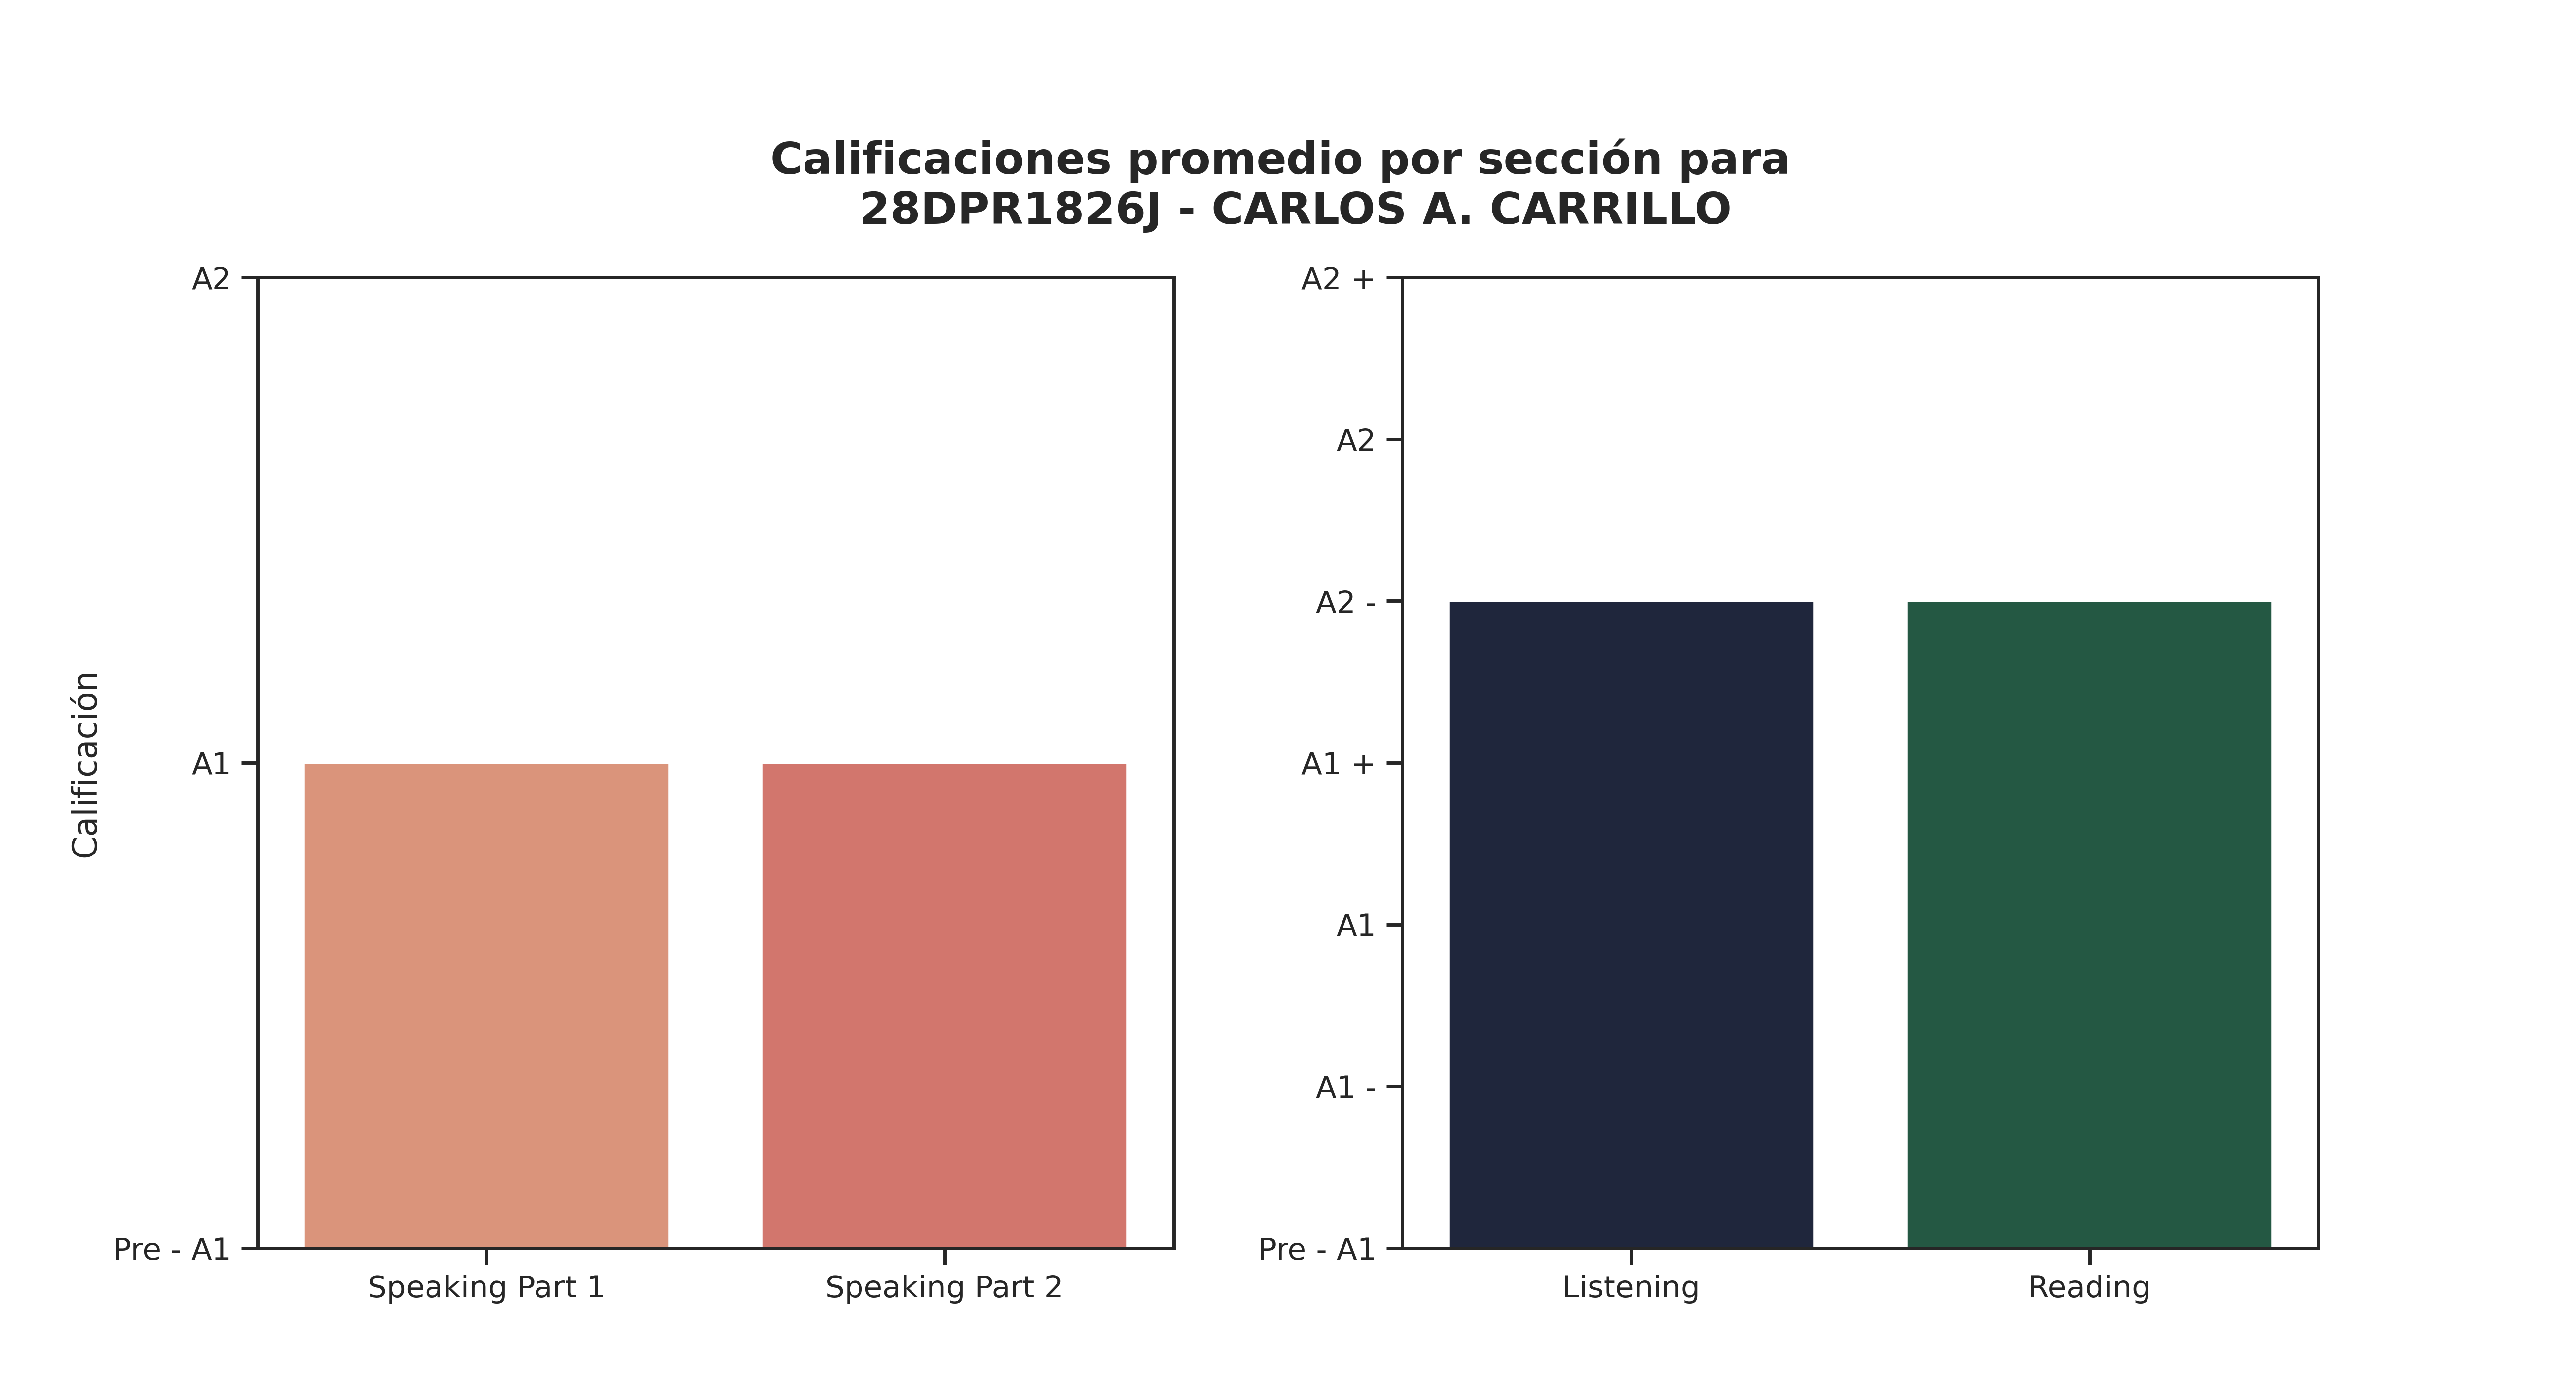 Calificaciones promedio por sección para
28DPR1826J - CARLOS A. CARRILLO
Calificación
A2
A1
Pre - A1
Speaking Part 1
Speaking Part 2
A2 +
A2
A2 -
A1 +
A1
A1 -
Pre - A1
Listening
Reading